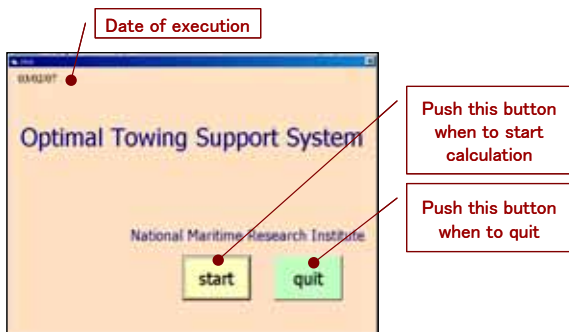 Date of execution
03/02/07
Optimal Towing Support System
Push this button
when to start
calculation
Push this button
when to quit
National Maritime Research Institute
start
quit